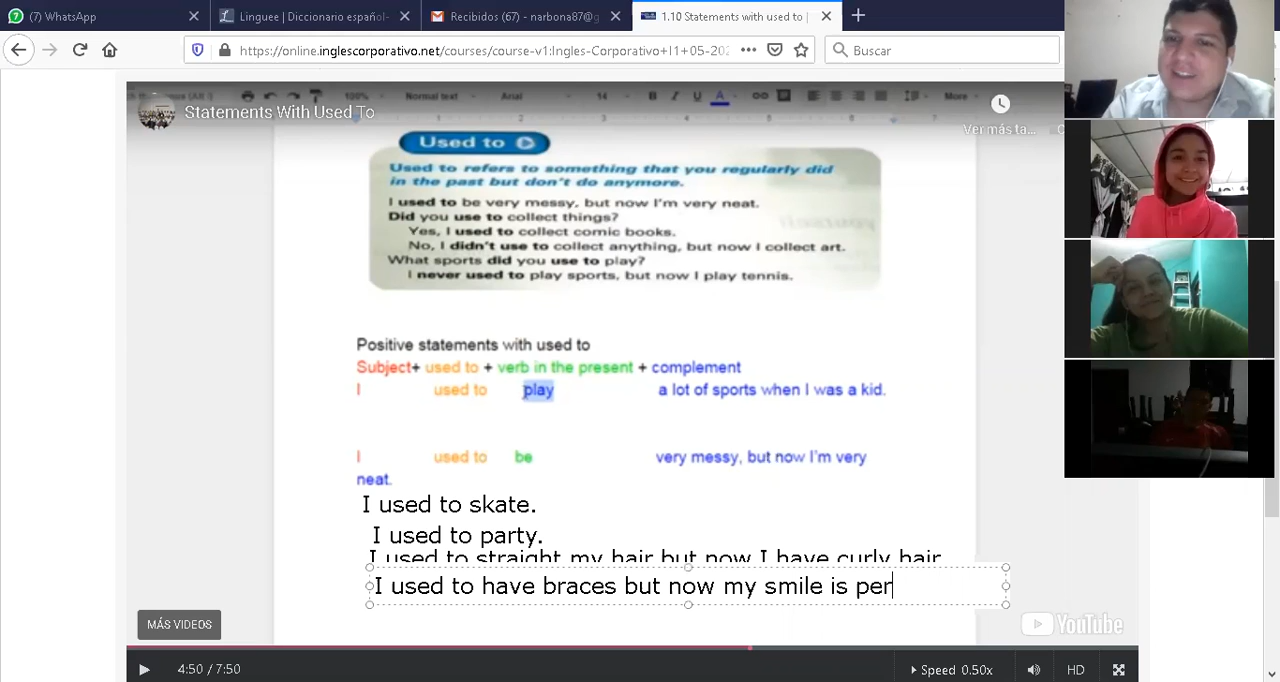 (7) WhatsApp
Linguee | Diccionario español-
Recibidos (67) - narbona87@g
1.10 Statements with used to |
https://online.inglescorporativo.net/courses/course-v1:Ingles-Corporativo+I1+05-202
Buscar
Statements With Used To
100%
Normal text
Arial
14
More
Ver más ta...
Used to
Used to refers to something that you regularly did
in the past but don't do anymore.
I used to be very messy, but now I'm very neat.
Did you use to collect things?
Yes, I used to collect comic books.
No, I didn't use to collect anything, but now I collect art.
What sports did you use to play?
I never used to play sports, but now I play tennis.
Positive statements with used to
Subject+ used to + verb in the present + complement
I used to play a lot of sports when I was a kid.
I used to be very messy, but now I'm very
neat.
I used to skate.
I used to party.
I used to straight my hair but now I have curly hair
I used to have braces but now my smile is per
MÁS VIDEOS
YouTube
4:50 / 7:50
Speed 0.50x
HD